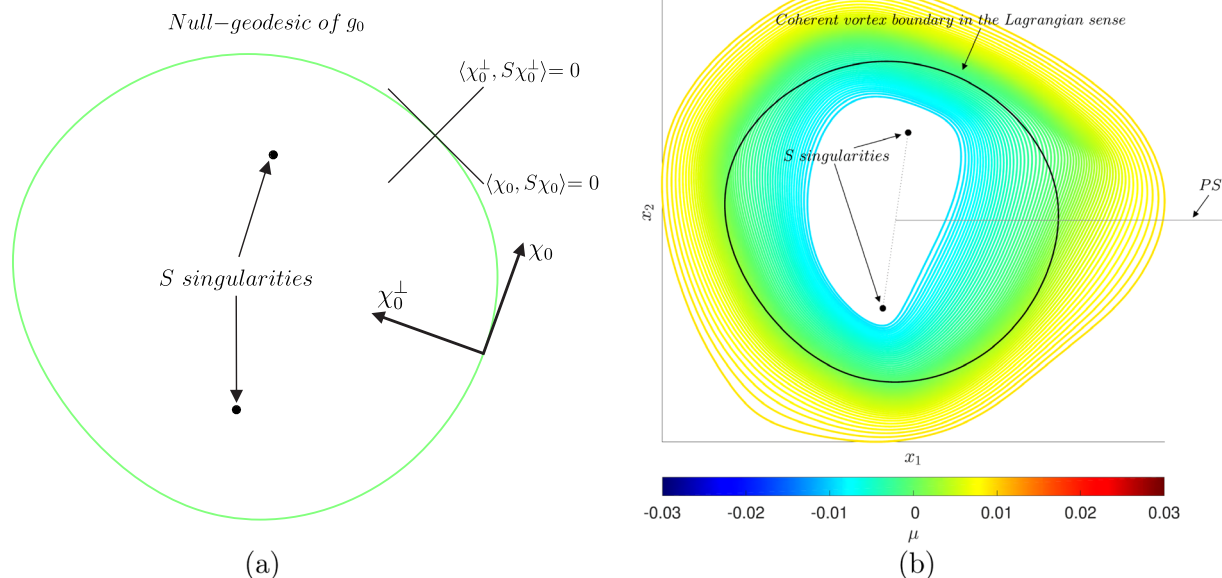 Null−geodesic of g₀
⟨χ₀^⊥, Sχ₀^⊥⟩= 0
⟨χ₀, Sχ₀⟩= 0
χ₀
S singularities
χ₀^⊥
(a)
Coherent vortex boundary in the Lagrangian sense
S singularities
PS
x₂
x₁
-0.03 -0.02 -0.01 0 0.01 0.02 0.03
μ
(b)